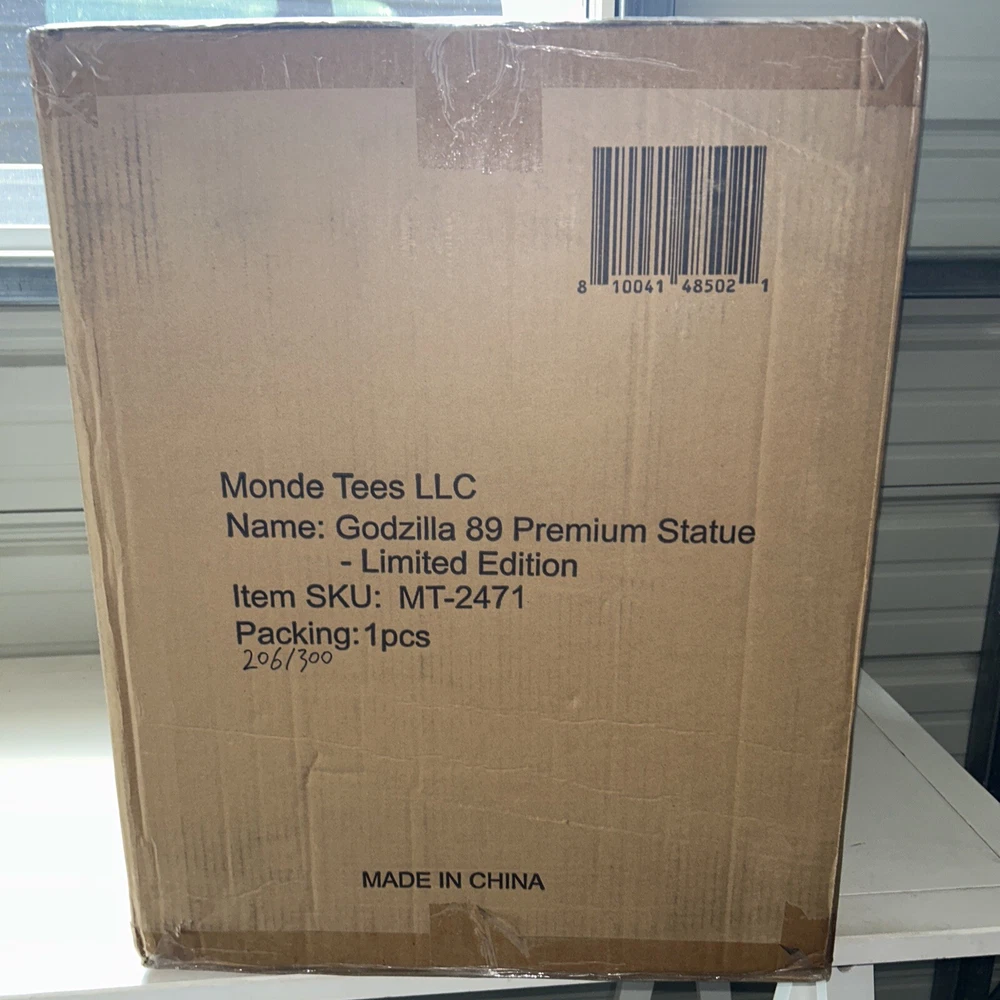 8 10041 48502 1
Monde Tees LLC
Name: Godzilla 89 Premium Statue
- Limited Edition
Item SKU: MT-2471
Packing: 1pcs
206/300
MADE IN CHINA